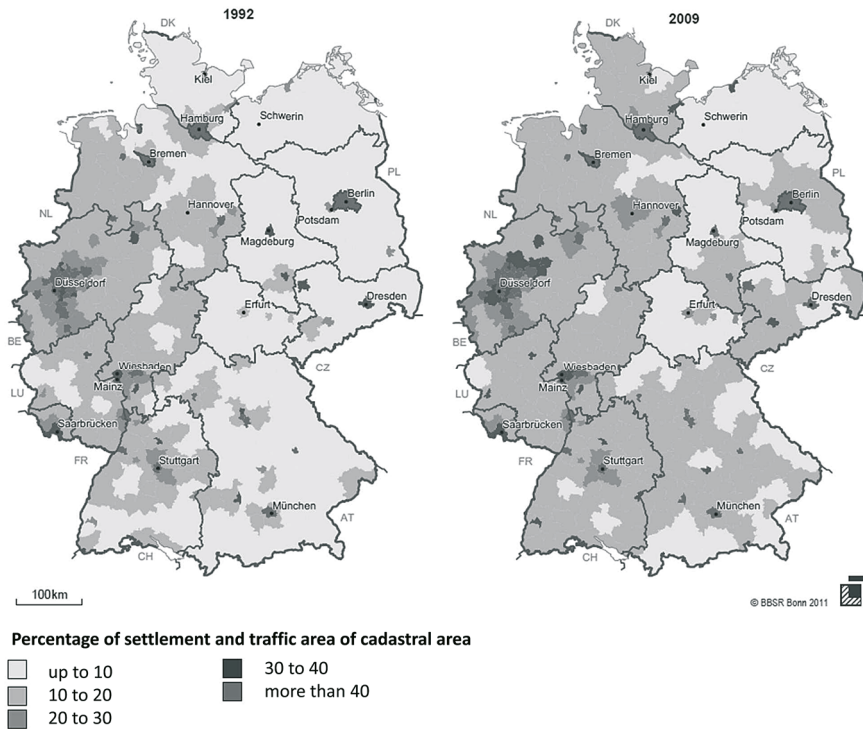 1992
DK
Kiel
Schwerin
Hamburg
Bremen
PL
Berlin
Hannover
Potsdam
NL
Magdeburg
Düsseldorf
Erfurt
Dresden
BE
Wiesbaden
CZ
Mainz
LU
Saarbrücken
FR
Stuttgart
München
AT
CH
100km
2009
DK
Kiel
Schwerin
Hamburg
Bremen
PL
Berlin
Hannover
Potsdam
NL
Magdeburg
Düsseldorf
Erfurt
Dresden
BE
Wiesbaden
CZ
Mainz
LU
Saarbrücken
FR
Stuttgart
München
AT
CH
© BBSR Bonn 2011
Percentage of settlement and traffic area of cadastral area
up to 10
10 to 20
20 to 30
30 to 40
more than 40